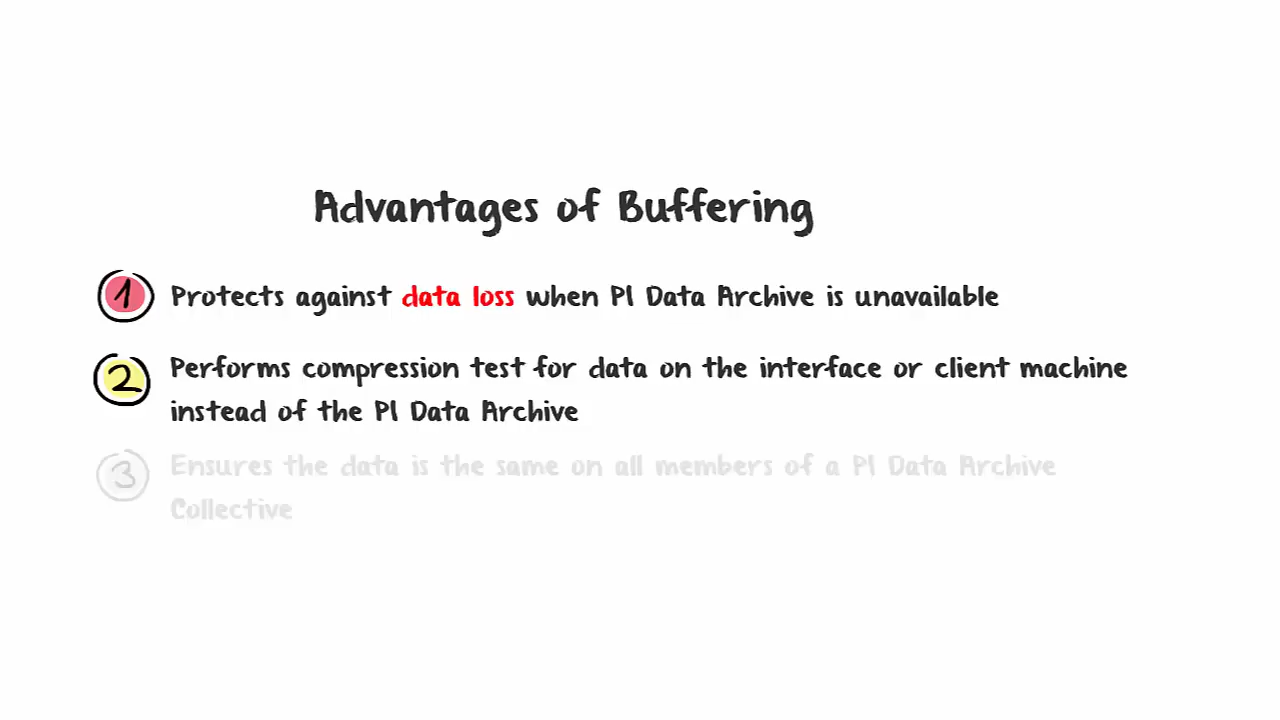 Advantages of Buffering
1 Protects against data loss when PI Data Archive is unavailable
2 Performs compression test for data on the interface or client machine
instead of the PI Data Archive
3 Ensures the data is the same on all members of a PI Data Archive
Collective